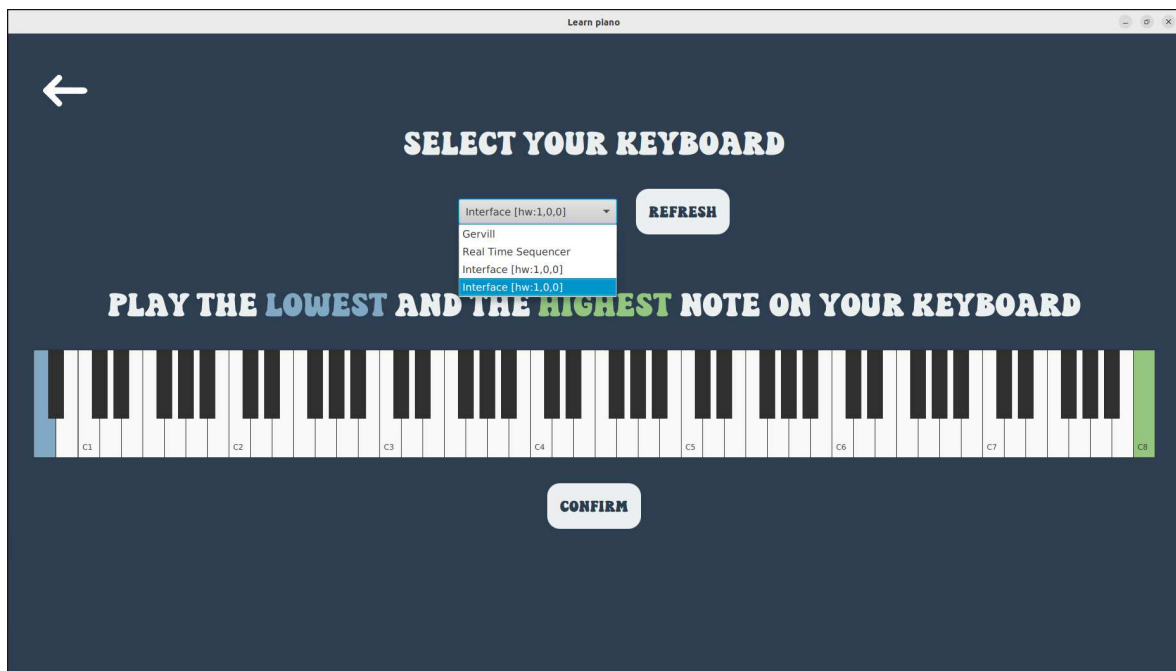 Learn piano
SELECT YOUR KEYBOARD
Interface [hw:1,0,0]
REFRESH
Gervill
Real Time Sequencer
Interface [hw:1,0,0]
Interface [hw:1,0,0]
PLAY THE LOWEST AND THE HIGHEST NOTE ON YOUR KEYBOARD
C1 C2 C3 C4 C5 C6 C7 C8
CONFIRM